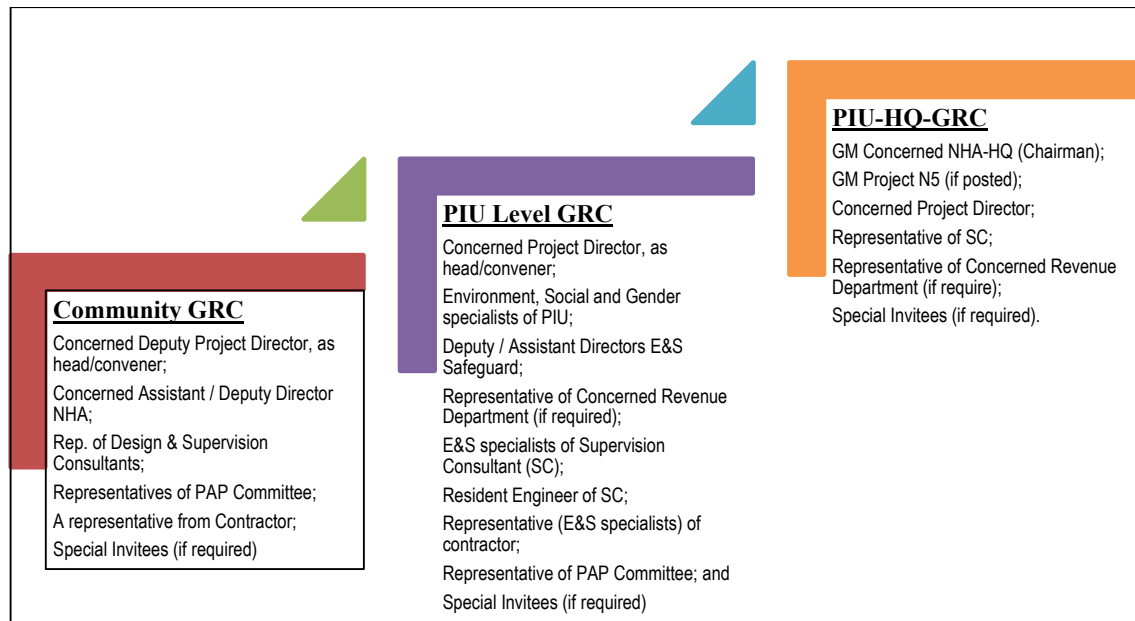 Community GRC
Concerned Deputy Project Director, as
head/convener;
Concerned Assistant / Deputy Director
NHA;
Rep. of Design & Supervision
Consultants;
Representatives of PAP Committee;
A representative from Contractor;
Special Invitees (if required)
PIU Level GRC
Concerned Project Director, as
head/convener;
Environment, Social and Gender
specialists of PIU;
Deputy / Assistant Directors E&S
Safeguard;
Representative of Concerned Revenue
Department (if required);
E&S specialists of Supervision
Consultant (SC);
Resident Engineer of SC;
Representative (E&S specialists) of
contractor;
Representative of PAP Committee; and
Special Invitees (if required)
PIU-HQ-GRC
GM Concerned NHA-HQ (Chairman);
GM Project N5 (if posted);
Concerned Project Director;
Representative of SC;
Representative of Concerned Revenue
Department (if require);
Special Invitees (if required).